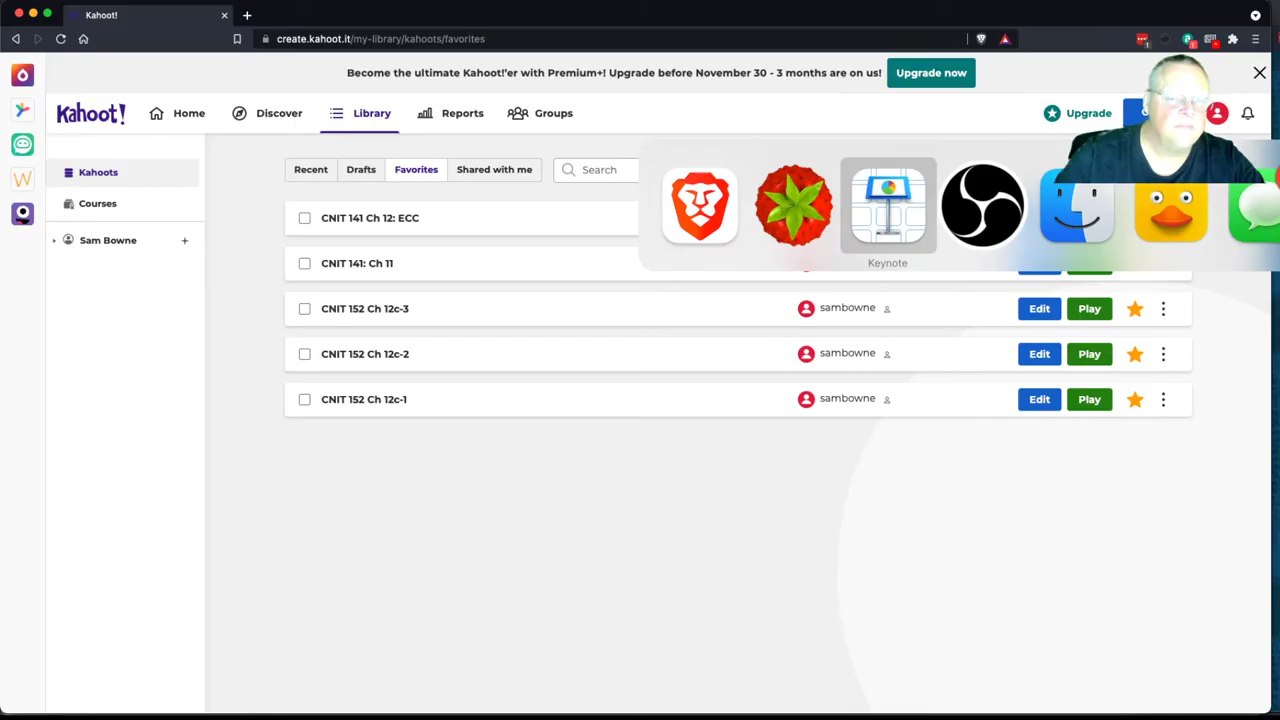 Kahoot!
create.kahoot.it/my-library/kahoots/favorites
Become the ultimate Kahoot!'er with Premium+! Upgrade before November 30 - 3 months are on us!
Upgrade now
Kahoot!
Home
Discover
Library
Reports
Groups
Upgrade
Kahoots
Courses
Sam Bowne
Recent
Drafts
Favorites
Shared with me
Search
Keynote
CNIT 141 Ch 12: ECC
CNIT 141: Ch 11
CNIT 152 Ch 12c-3
sambowne
Edit
Play
CNIT 152 Ch 12c-2
sambowne
Edit
Play
CNIT 152 Ch 12c-1
sambowne
Edit
Play